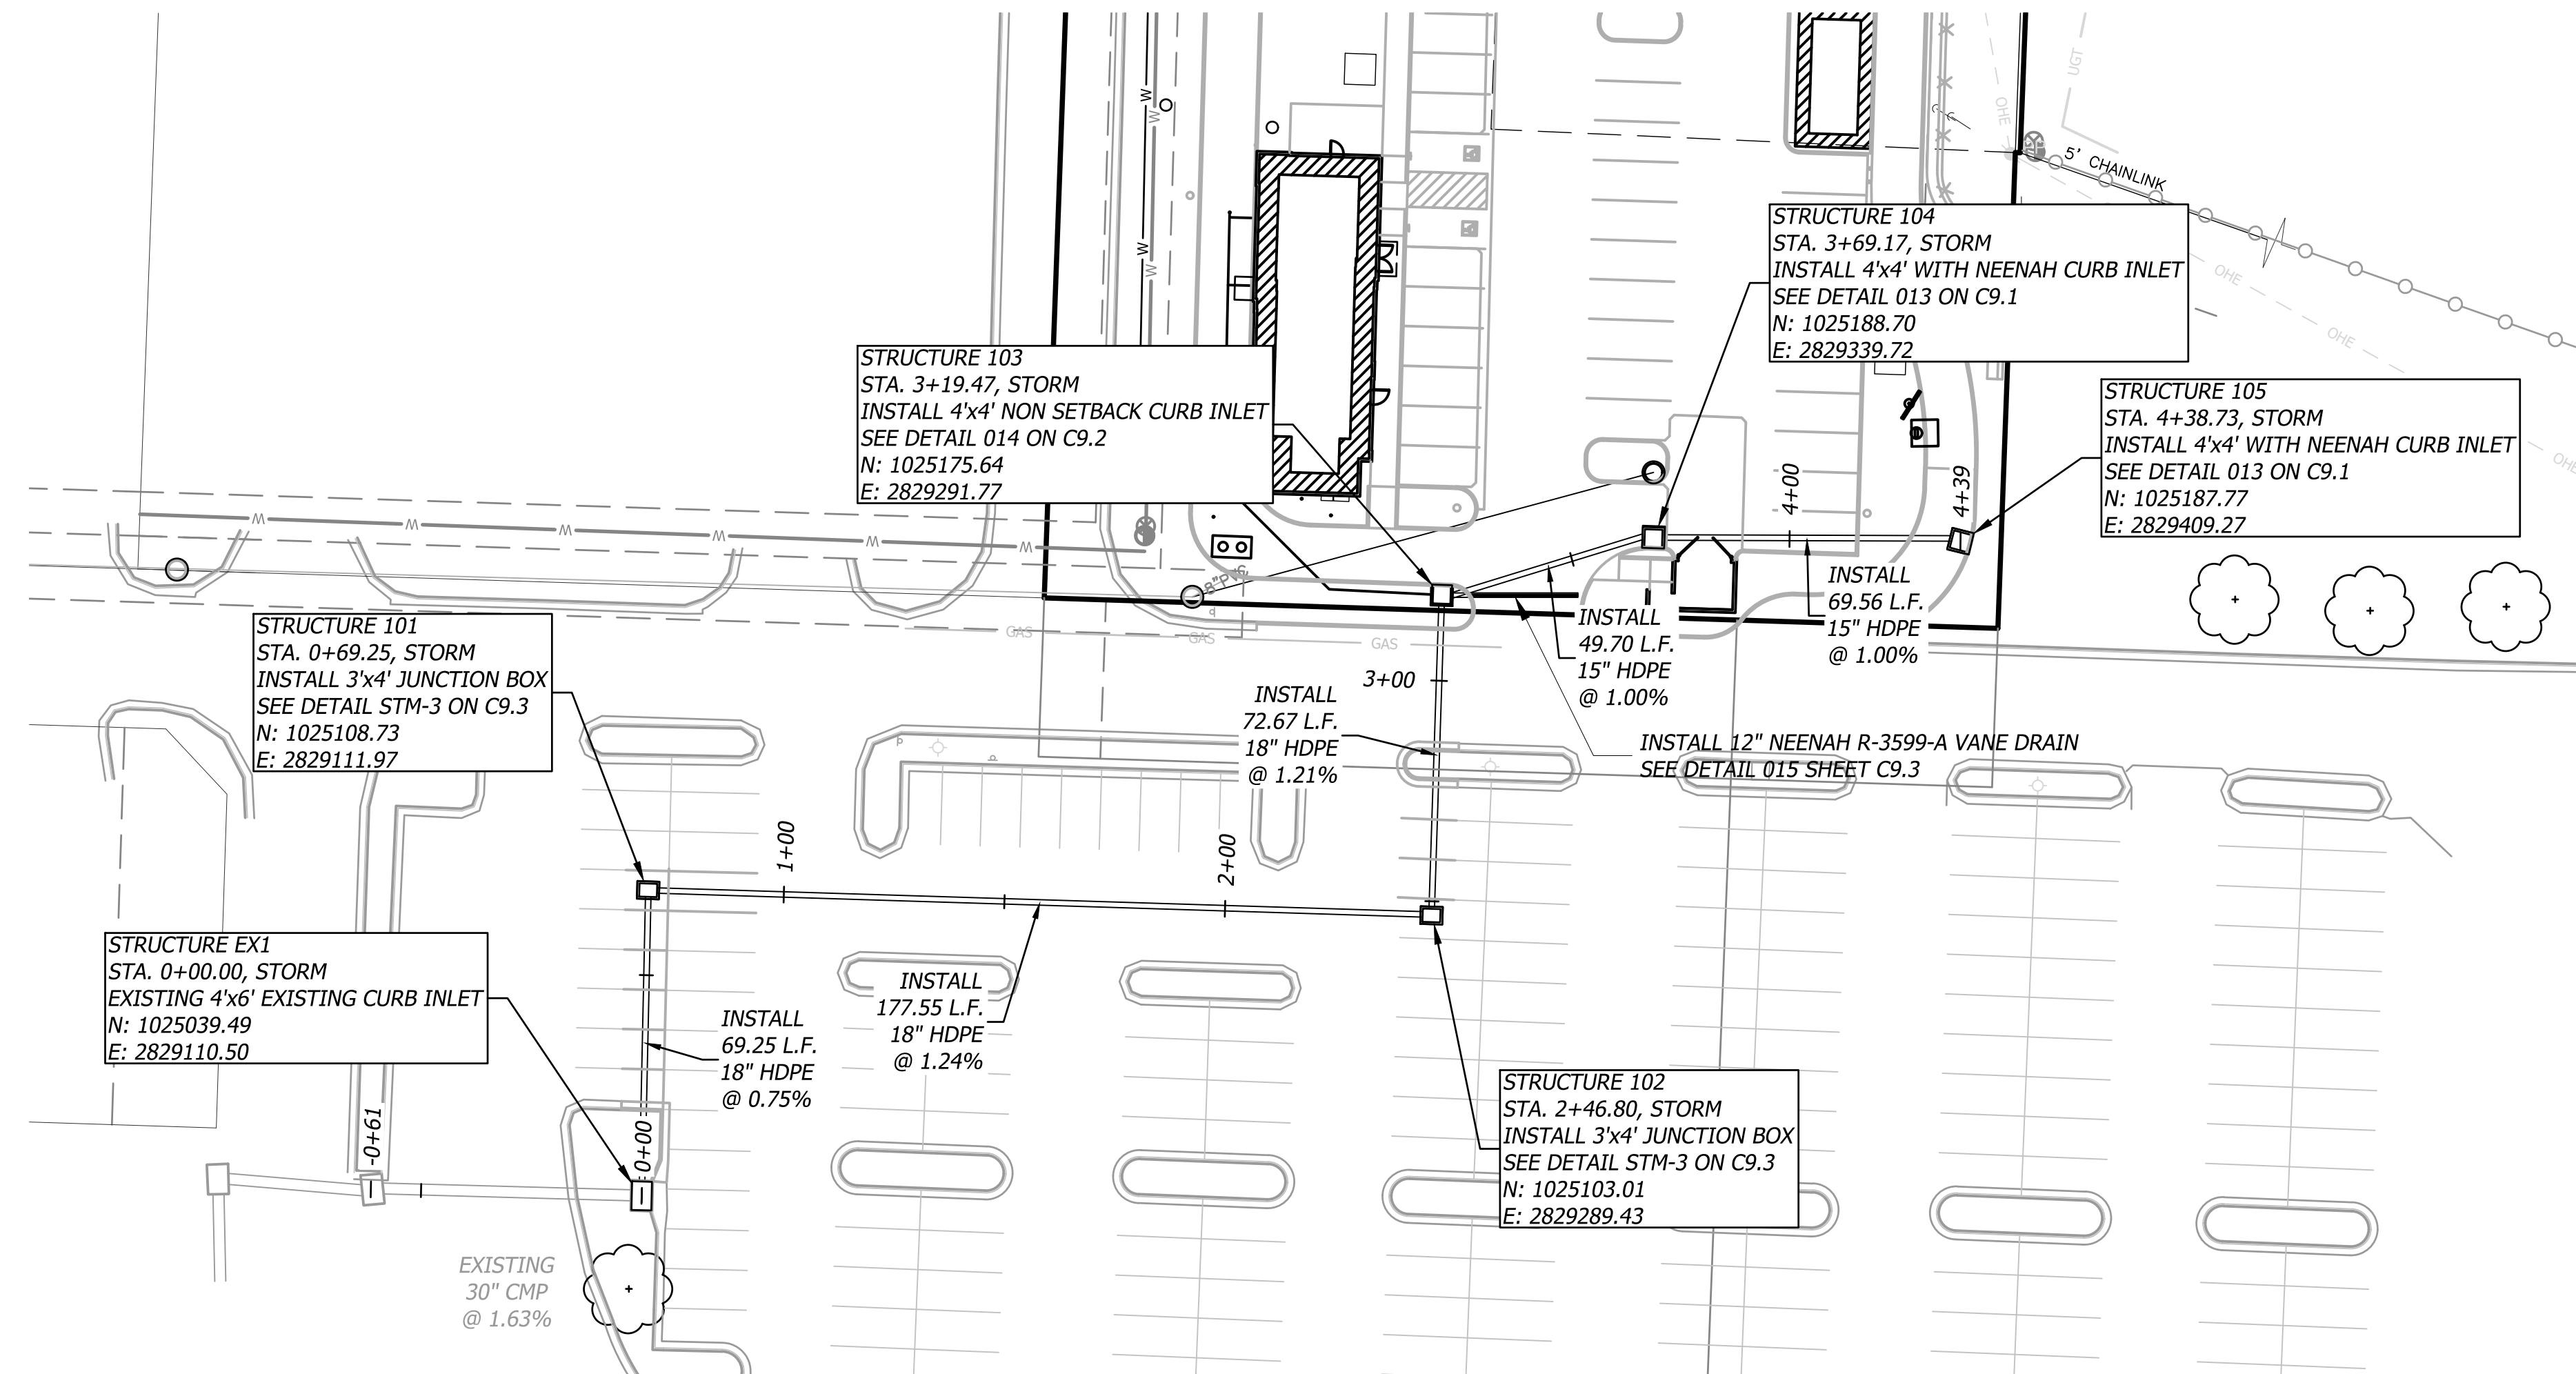 5' CHAINLINK
UGT
OHE
OHE
OHE
OHE
W
W
W
W
STRUCTURE 104
STA. 3+69.17, STORM
INSTALL 4'x4' WITH NEENAH CURB INLET
SEE DETAIL 013 ON C9.1
N: 1025188.70
E: 2829339.72
STRUCTURE 103
STA. 3+19.47, STORM
INSTALL 4'x4' NON SETBACK CURB INLET
SEE DETAIL 014 ON C9.2
N: 1025175.64
E: 2829291.77
STRUCTURE 105
STA. 4+38.73, STORM
INSTALL 4'x4' WITH NEENAH CURB INLET
SEE DETAIL 013 ON C9.1
N: 1025187.77
E: 2829409.27
4+00
4+39
W
W
W
W
W
W
GAS
GAS
GAS
STRUCTURE 101
STA. 0+69.25, STORM
INSTALL 3'x4' JUNCTION BOX
SEE DETAIL STM-3 ON C9.3
N: 1025108.73
E: 2829111.97
INSTALL
69.56 L.F.
15" HDPE
@ 1.00%
INSTALL
49.70 L.F.
15" HDPE
@ 1.00%
3+00
INSTALL
72.67 L.F.
18" HDPE
@ 1.21%
INSTALL 12" NEENAH R-3599-A VANE DRAIN
SEE DETAIL 015 SHEET C9.3
1+00
2+00
STRUCTURE EX1
STA. 0+00.00, STORM
EXISTING 4'x6' EXISTING CURB INLET
N: 1025039.49
E: 2829110.50
INSTALL
69.25 L.F.
18" HDPE
@ 0.75%
INSTALL
177.55 L.F.
18" HDPE
@ 1.24%
STRUCTURE 102
STA. 2+46.80, STORM
INSTALL 3'x4' JUNCTION BOX
SEE DETAIL STM-3 ON C9.3
N: 1025103.01
E: 2829289.43
-0+61
0+00
EXISTING
30" CMP
@ 1.63%